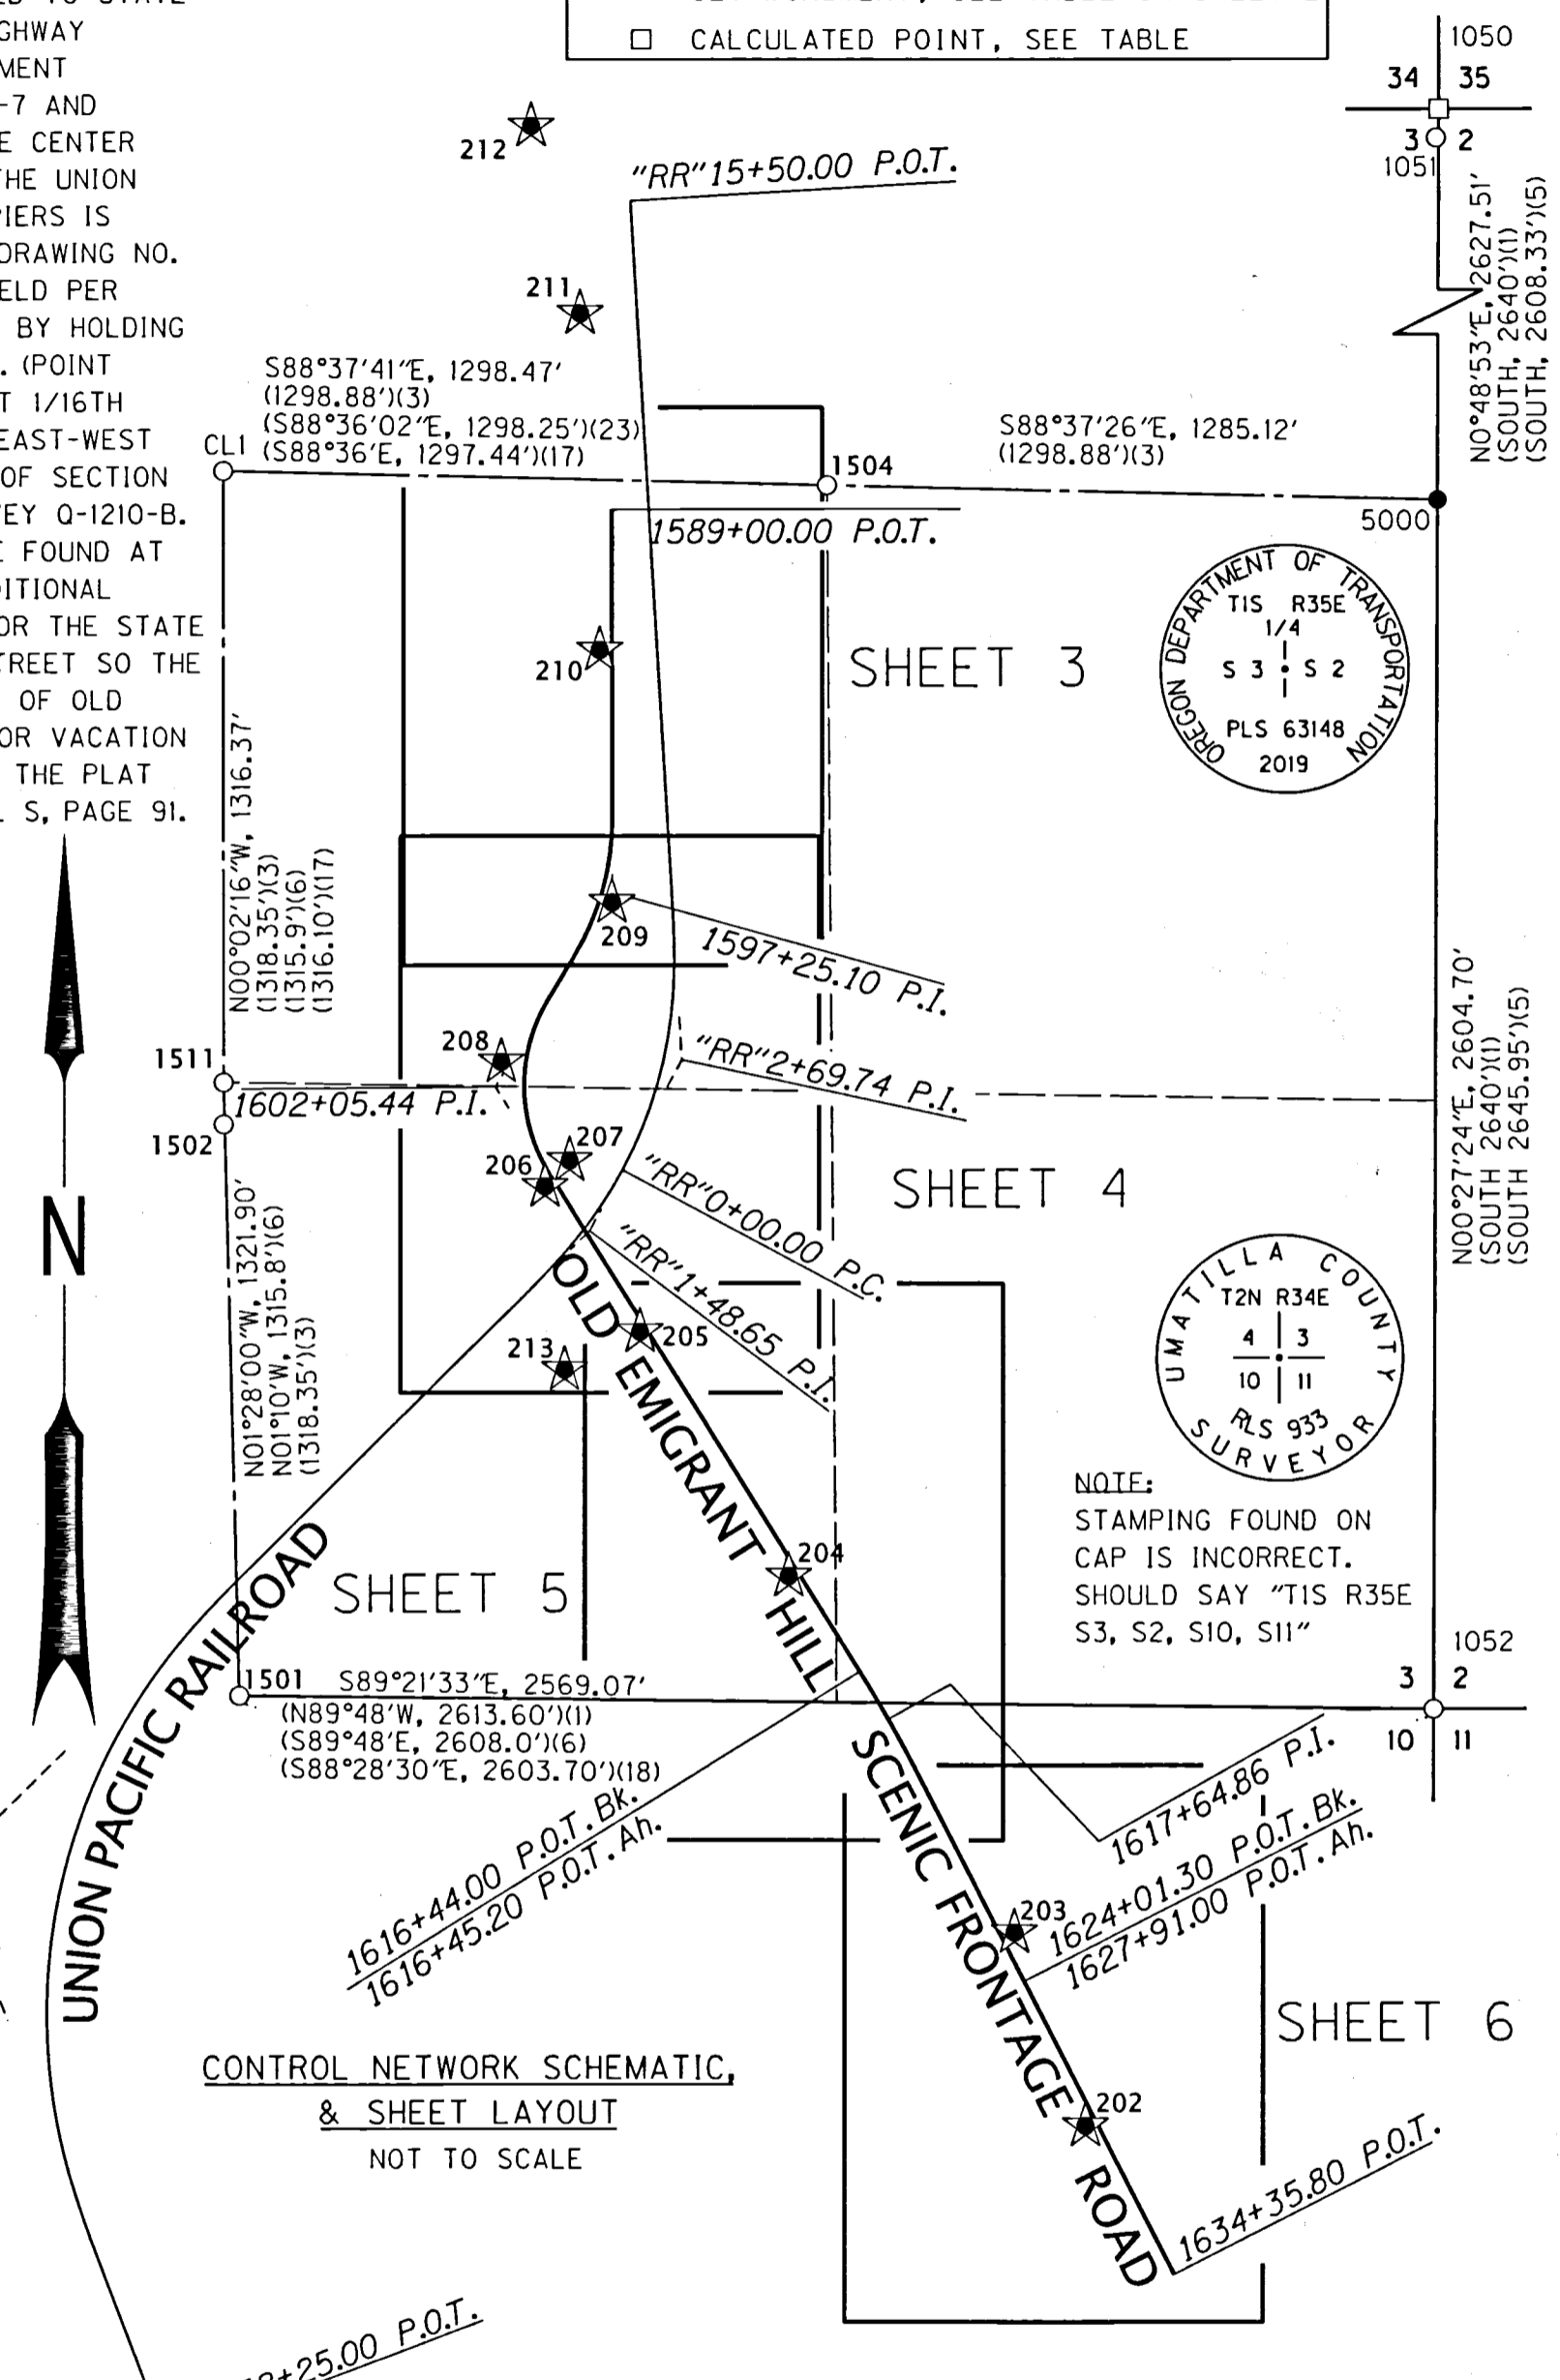 GHWAY
MENT
-7 AND
E CENTER
THE UNION
PIERS IS
DRAWING NO.
ELD PER
BY HOLDING
. (POINT
T 1/16TH
EAST-WEST
OF SECTION
EY Q-1210-B.
E FOUND AT
DITIONAL
OR THE STATE
TREET SO THE
OF OLD
OR VACATION
THE PLAT
S, PAGE 91.
□ CALCULATED POINT, SEE TABLE
1050
34 35
3 2
1051
N0°48'53"E, 2627.51'
(SOUTH, 2640')(1)
(SOUTH, 2608.33')(5)
212
"RR"15+50.00 P.O.T.
211
S88°37'41"E, 1298.47'
(1298.88')(3)
(S88°36'02"E, 1298.25')(23)
(S88°36'E, 1297.44')(17)
CL1
S88°37'26"E, 1285.12'
(1298.88')(3)
1504
5000
1589+00.00 P.O.T.
210
SHEET 3
OREGON DEPARTMENT OF TRANSPORTATION
T1S R35E
1/4
S 3 S 2
PLS 63148
2019
N00°02'16"W, 1316.37'
(1318.35')(3)
(1315.9')(6)
(1316.10')(17)
209
1597+25.10 P.I.
208
"RR"2+69.74 P.I.
1511
1602+05.44 P.I.
1502
207
206
"RR"0+00.00 P.C.
SHEET 4
N00°27'24"E, 2604.70'
(SOUTH 2640')(1)
(SOUTH 2645.95')(5)
"RR"1+48.65 P.I.
205
213
N
N01°28'00"W, 1321.90'
N01°10'W, 1315.8')(6)
(1318.35')(3)
UMATILLA COUNTY
T2N R34E
4 3
10 11
RLS 933
SURVEYOR
NOTE:
STAMPING FOUND ON
CAP IS INCORRECT.
SHOULD SAY "T1S R35E
S3, S2, S10, S11"
204
SHEET 5
OLD EMIGRANT HILL SCENIC FRONTAGE ROAD
UNION PACIFIC RAILROAD
1501
S89°21'33"E, 2569.07'
(N89°48'W, 2613.60')(1)
(S89°48'E, 2608.0')(6)
(S88°28'30"E, 2603.70')(18)
1052
3 2
10 11
1616+44.00 P.O.T. Bk.
1616+45.20 P.O.T. Ah.
1617+64.86 P.I.
1624+01.30 P.O.T. Bk.
1627+91.00 P.O.T. Ah.
203
SHEET 6
202
1634+35.80 P.O.T.
CONTROL NETWORK SCHEMATIC,
& SHEET LAYOUT
NOT TO SCALE
+25.00 P.O.T.